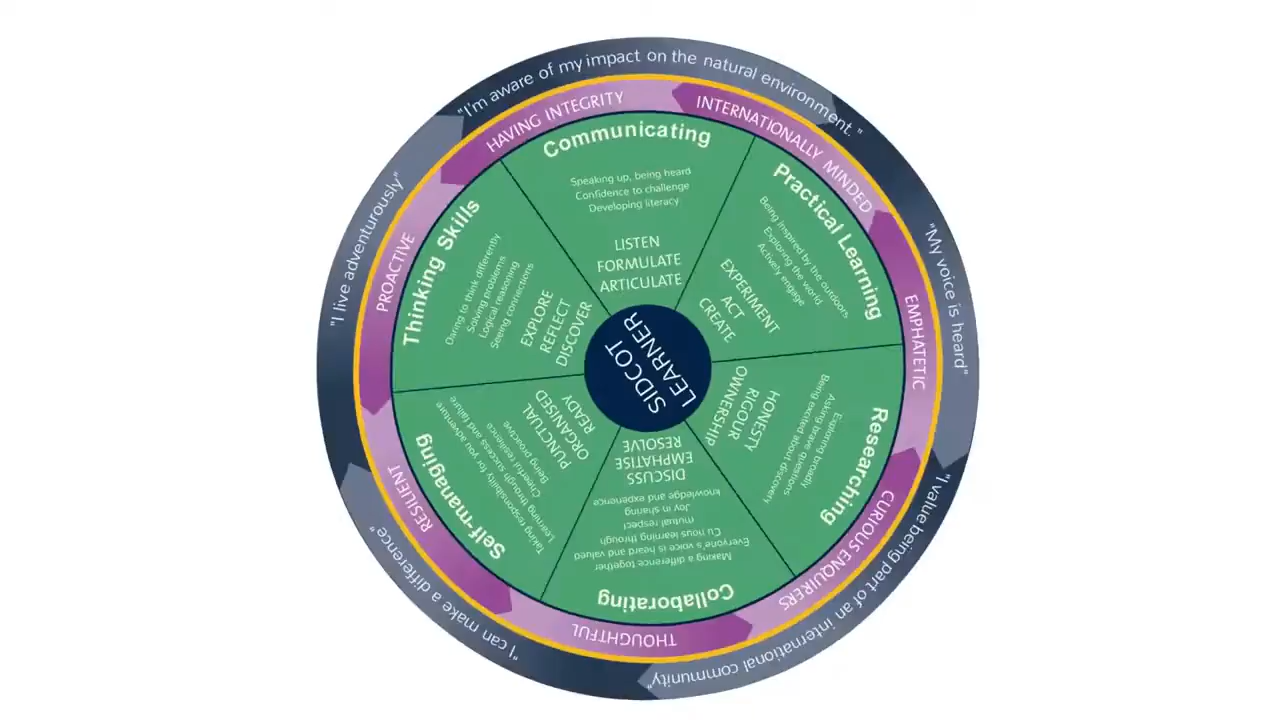 "I'm aware of my impact on the natural environment. "
"My voice is heard"
"I value being part of an international community"
"I can make a difference"
"I live adventurously"
HAVING INTEGRITY
INTERNATIONALLY MINDED
EMPHATETIC
CURIOUS ENQUIRERS
THOUGHTFUL
RESILIENT
PROACTIVE
Communicating
Speaking up, being heard
Confidence to challenge
Developing literacy
LISTEN
FORMULATE
ARTICULATE
Practical Learning
Being inspired by the outdoors
Exploring the world
Actively engage
EXPERIMENT
ACT
CREATE
Researching
Exploring broadly
Asking brave questions
Being excited about discovery
HONESTY
RIGOUR
OWNERSHIP
Collaborating
Making a difference together
Everyone's voice is heard and valued
Cu nous learning through
mutual respect
Joy in sharing
knowledge and experience
DISCUSS
EMPHATISE
RESOLVE
Self-managing
Taking responsibility for you adventure
Learning through success and failure
Cheerful resilience
Being proactive
PUNCTUAL
ORGANISED
READY
Thinking Skills
Daring to think differently
Solving problems
Logical reasoning
Seeing connections
EXPLORE
REFLECT
DISCOVER
SIDCOT
LEARNER